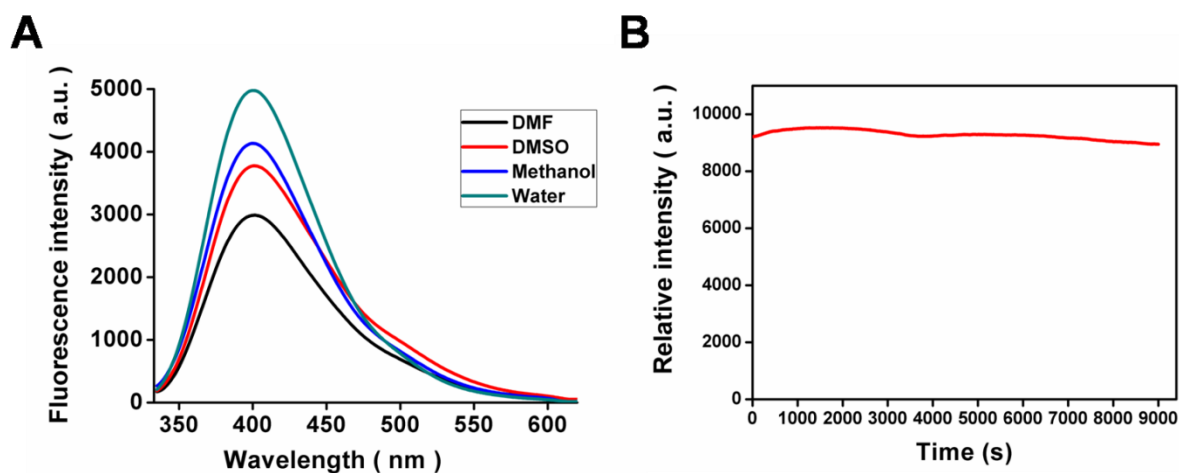 A
Fluorescence intensity ( a.u. )
5000
4000
3000
2000
1000
0
350
400
450
500
550
600
Wavelength ( nm )
DMF
DMSO
Methanol
Water
B
Relative intensity ( a.u. )
10000
8000
6000
4000
2000
0
0 1000 2000 3000 4000 5000 6000 7000 8000 9000
Time (s)